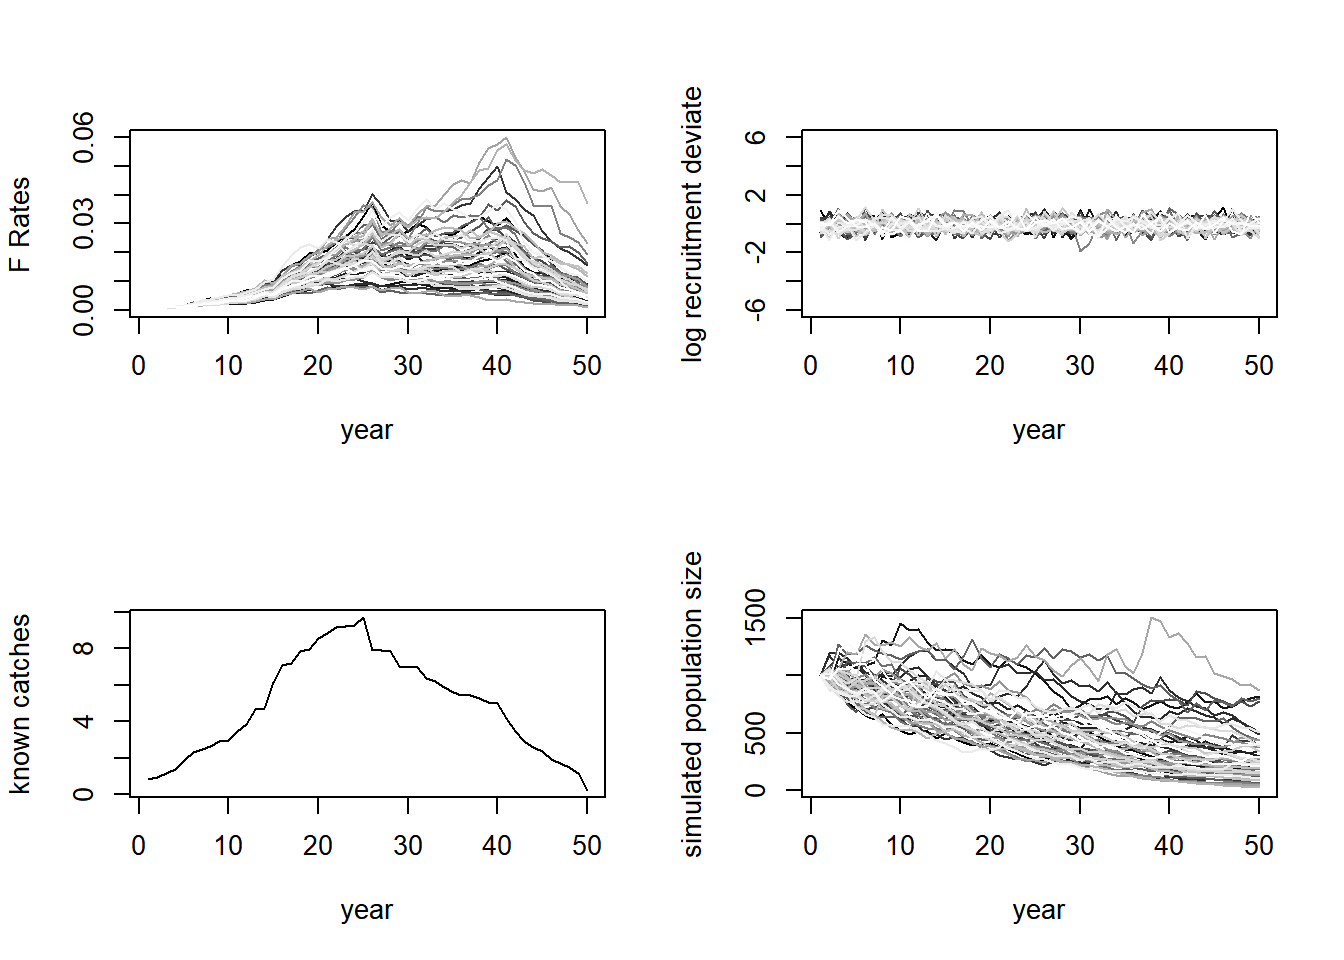 F Rates
0.00 0.03 0.06
0 10 20 30 40 50
year
log recruitment deviate
-6 -2 2 6
0 10 20 30 40 50
year
known catches
0 4 8
0 10 20 30 40 50
year
simulated population size
0 500 1500
0 10 20 30 40 50
year